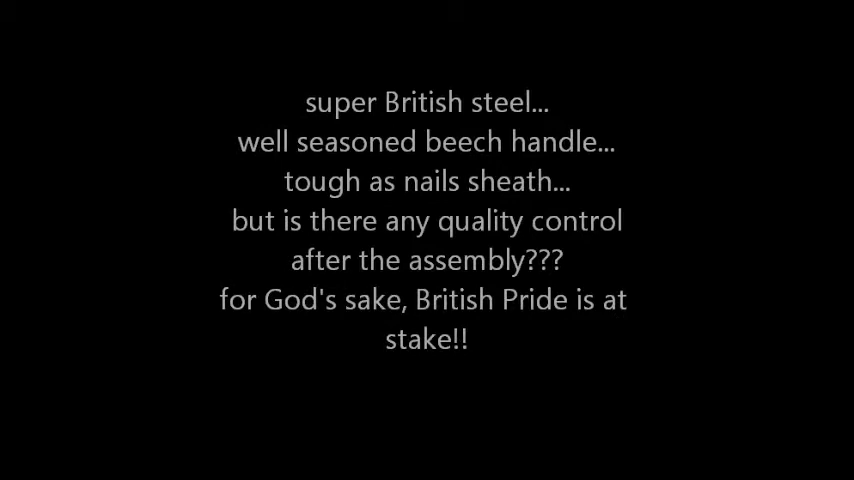 super British steel...
well seasoned beech handle...
tough as nails sheath...
but is there any quality control
after the assembly???
for God's sake, British Pride is at
stake!!